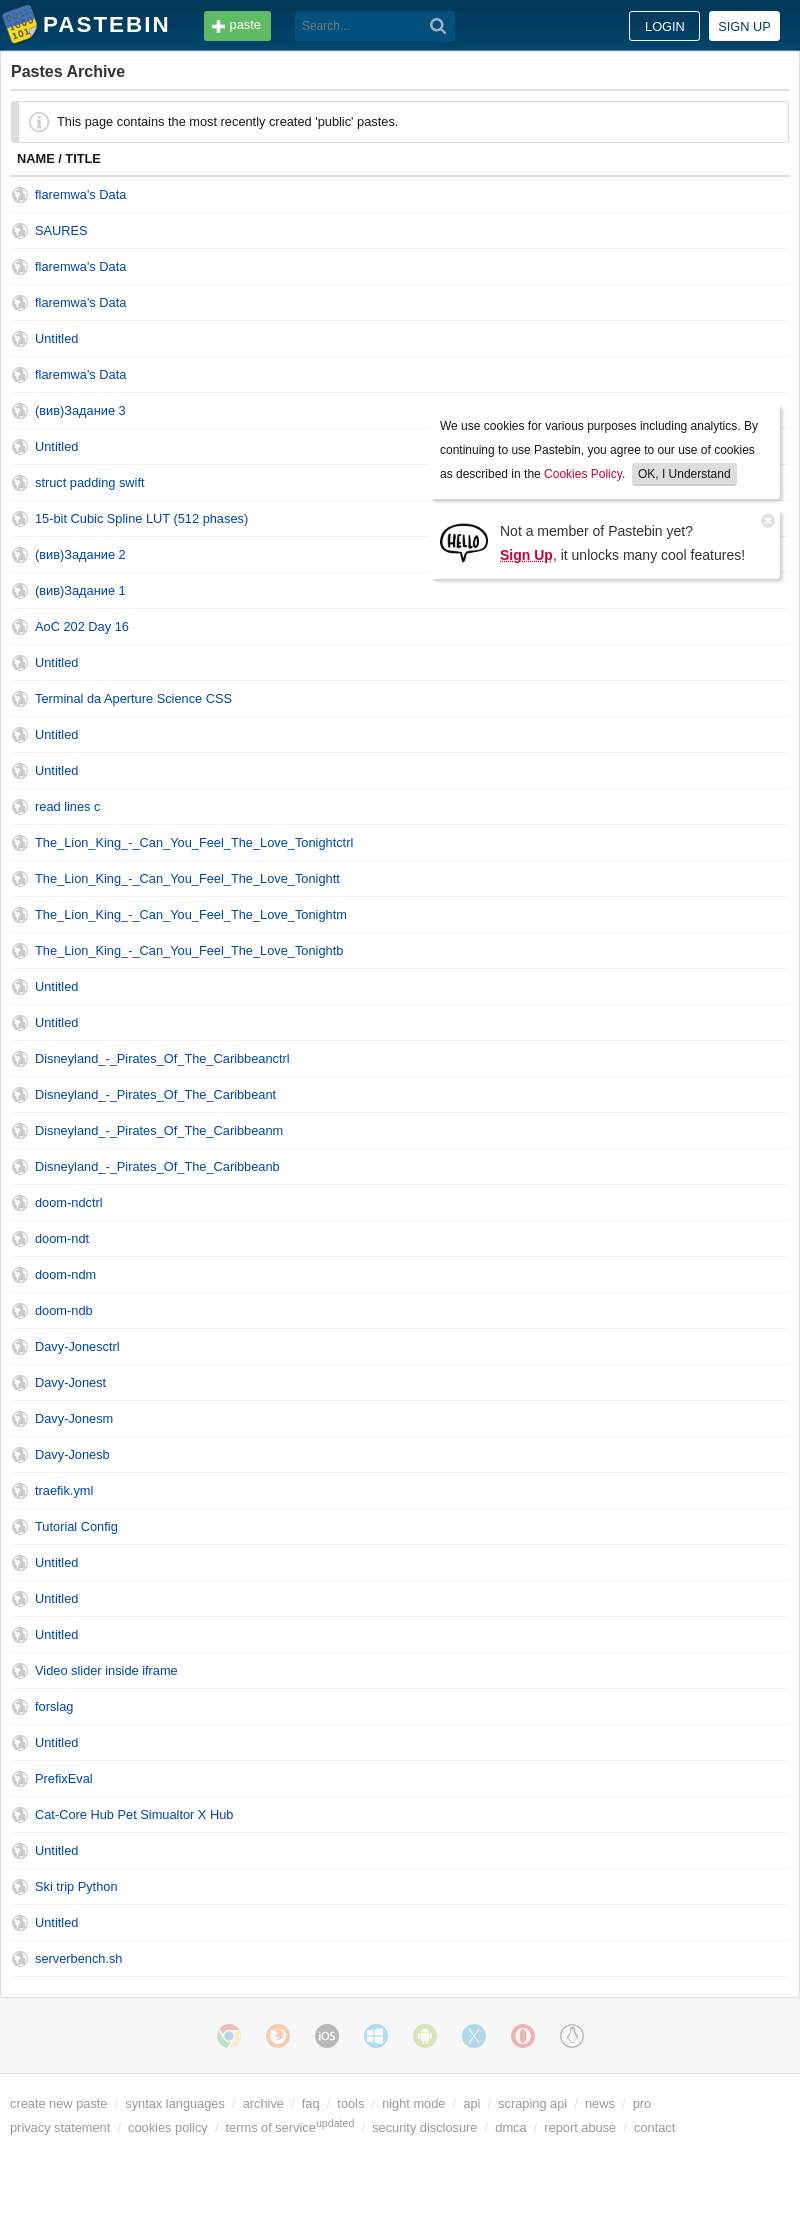 PASTEBIN
paste
Search...
LOGIN
SIGN UP
Pastes Archive
This page contains the most recently created 'public' pastes.
NAME / TITLE
flaremwa's Data
SAURES
flaremwa's Data
flaremwa's Data
Untitled
flaremwa's Data
(вив)Задание 3
Untitled
struct padding swift
15-bit Cubic Spline LUT (512 phases)
(вив)Задание 2
(вив)Задание 1
We use cookies for various purposes including analytics. By
continuing to use Pastebin, you agree to our use of cookies
as described in the Cookies Policy. OK, I Understand
HELLO
Not a member of Pastebin yet?
Sign Up, it unlocks many cool features!
AoC 202 Day 16
Untitled
Terminal da Aperture Science CSS
Untitled
Untitled
read lines c
The_Lion_King_-_Can_You_Feel_The_Love_Tonightctrl
The_Lion_King_-_Can_You_Feel_The_Love_Tonightt
The_Lion_King_-_Can_You_Feel_The_Love_Tonightm
The_Lion_King_-_Can_You_Feel_The_Love_Tonightb
Untitled
Untitled
Disneyland_-_Pirates_Of_The_Caribbeanctrl
Disneyland_-_Pirates_Of_The_Caribbeant
Disneyland_-_Pirates_Of_The_Caribbeanm
Disneyland_-_Pirates_Of_The_Caribbeanb
doom-ndctrl
doom-ndt
doom-ndm
doom-ndb
Davy-Jonesctrl
Davy-Jonest
Davy-Jonesm
Davy-Jonesb
traefik.yml
Tutorial Config
Untitled
Untitled
Untitled
Video slider inside iframe
forslag
Untitled
PrefixEval
Cat-Core Hub Pet Simualtor X Hub
Untitled
Ski trip Python
Untitled
serverbench.sh
iOS
create new paste / syntax languages / archive / faq / tools / night mode / api / scraping api / news / pro
privacy statement / cookies policy / terms of service updated / security disclosure / dmca / report abuse / contact